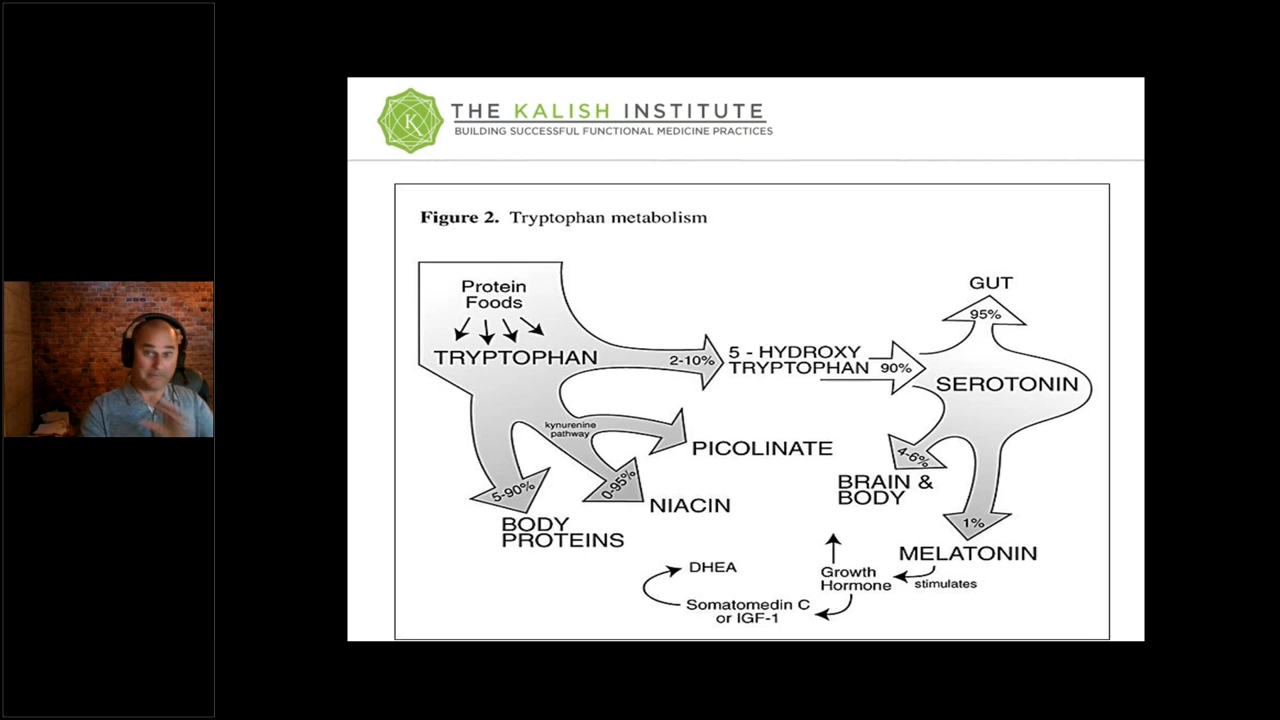 K
THE KALISH INSTITUTE
BUILDING SUCCESSFUL FUNCTIONAL MEDICINE PRACTICES
Figure 2. Tryptophan metabolism
Protein
Foods
TRYPTOPHAN
2-10%
5 - HYDROXY
TRYPTOPHAN
90%
GUT
95%
SEROTONIN
kynurenine
pathway
PICOLINATE
4-6%
BRAIN &
BODY
5-90%
BODY
PROTEINS
0-95%
NIACIN
1%
MELATONIN
stimulates
Growth
Hormone
Somatomedin C
or IGF-1
DHEA